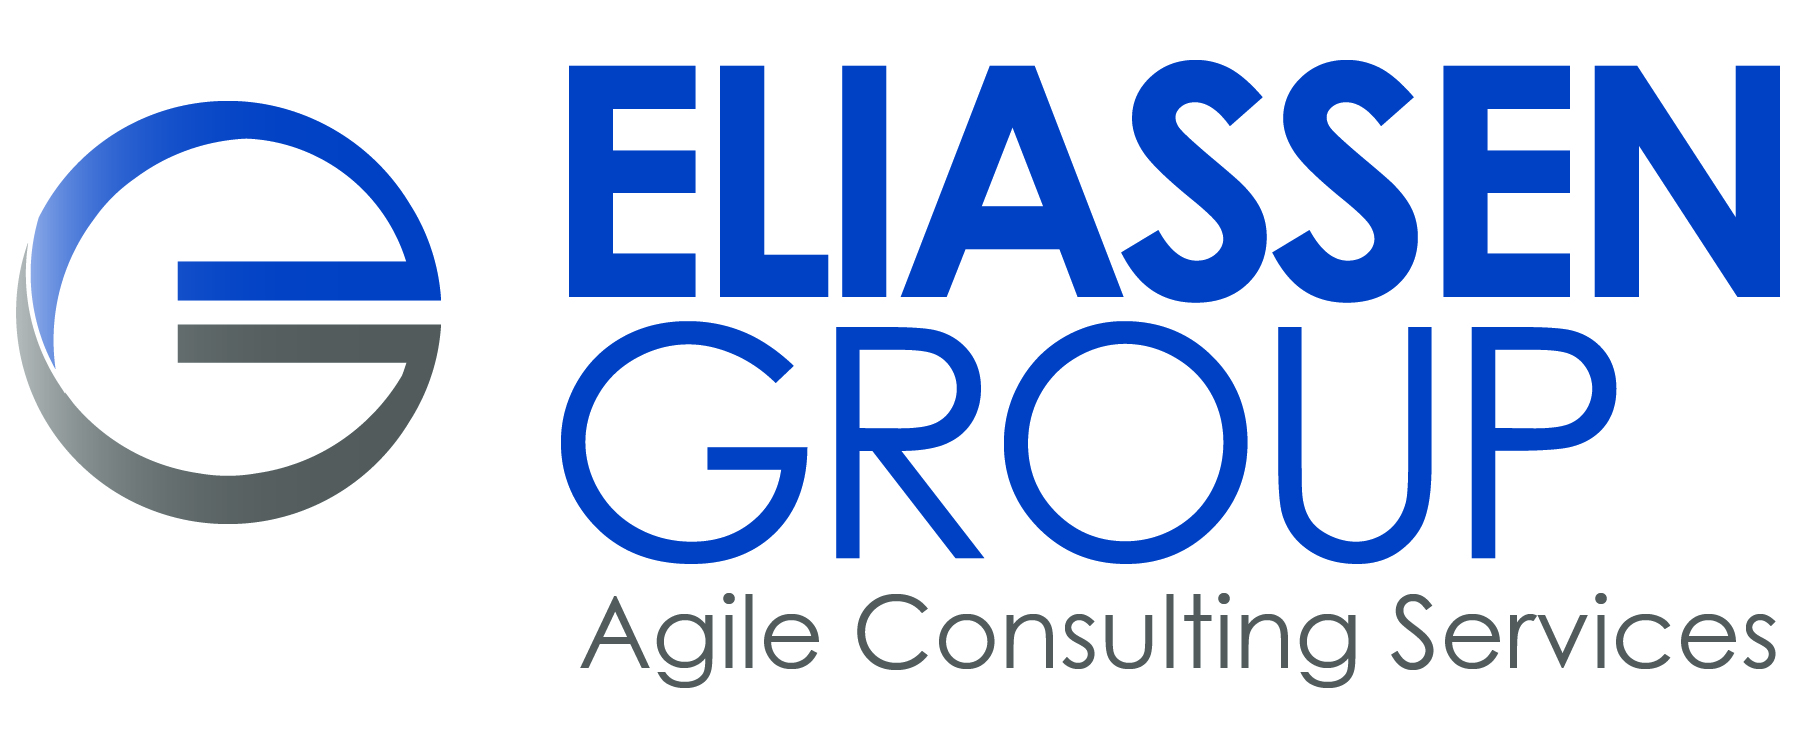 ELIASSEN
GROUP
Agile Consulting Services